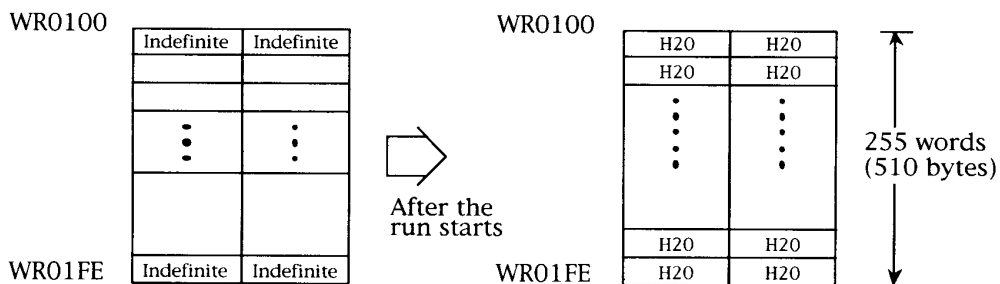 WR0100
Indefinite Indefinite
WR01FE
Indefinite Indefinite
After the
run starts
WR0100
H20 H20
H20 H20
H20 H20
WR01FE
H20 H20
255 words
(510 bytes)